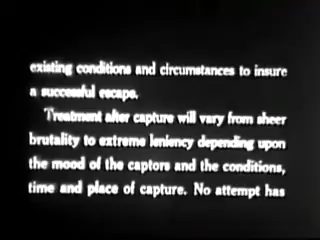 existing conditions and circumstances to insure
a successful escape.
Treatment after capture will vary from sheer
brutality to extreme leniency depending upon
the mood of the captors and the conditions,
time and place of capture. No attempt has